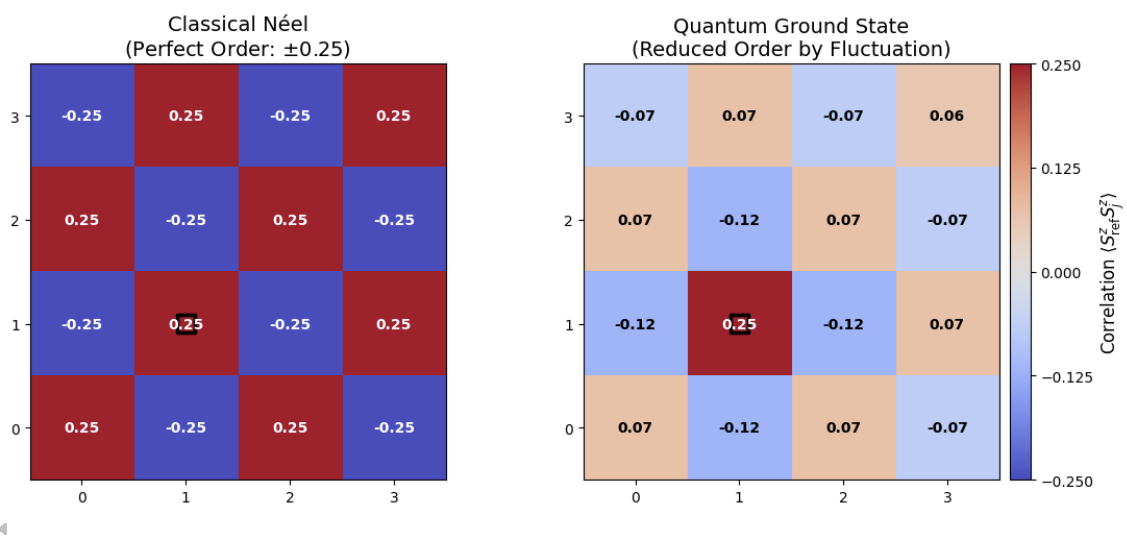 Classical Néel
(Perfect Order: ±0.25)
3
-0.25 0.25 -0.25 0.25
2
0.25 -0.25 0.25 -0.25
1
-0.25 0.25 -0.25 0.25
0
0.25 -0.25 0.25 -0.25
0 1 2 3
Quantum Ground State
(Reduced Order by Fluctuation)
3
-0.07 0.07 -0.07 0.06
2
0.07 -0.12 0.07 -0.07
1
-0.12 0.25 -0.12 0.07
0
0.07 -0.12 0.07 -0.07
0 1 2 3
0.250
0.125
0.000
−0.125
−0.250
Correlation ⟨S^z_ref S^z_j⟩